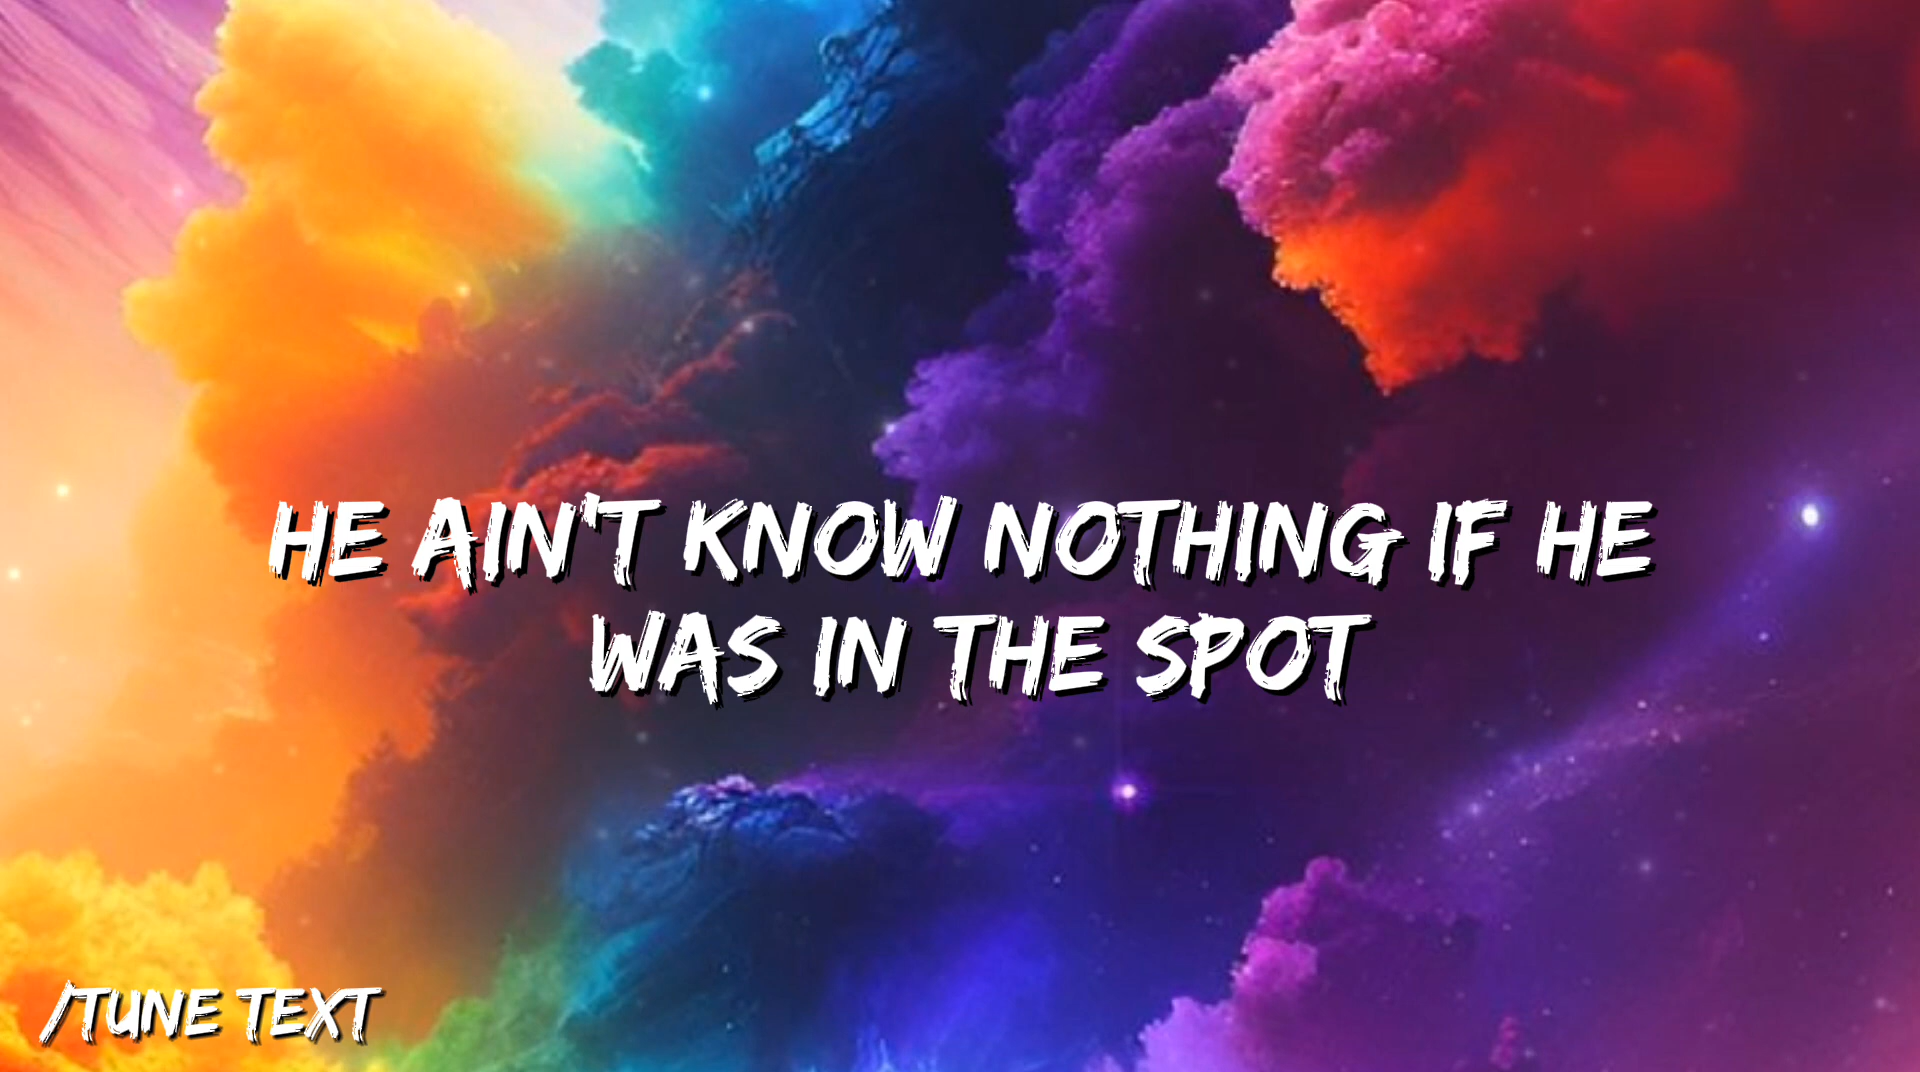 HE AIN'T KNOW NOTHING IF HE
WAS IN THE SPOT
/TUNE TEXT